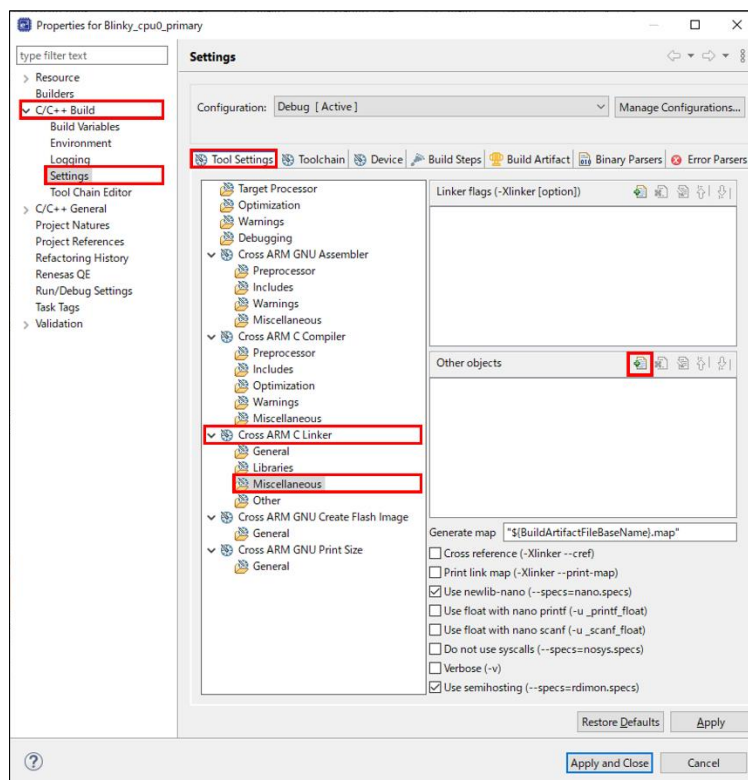 Properties for Blinky_cpu0_primary
type filter text
Settings
Resource
Builders
C/C++ Build
Build Variables
Environment
Logging
Settings
Tool Chain Editor
C/C++ General
Project Natures
Project References
Refactoring History
Renesas QE
Run/Debug Settings
Task Tags
Validation
Configuration: Debug [ Active ]
Manage Configurations...
Tool Settings Toolchain Device Build Steps Build Artifact Binary Parsers Error Parsers
Target Processor
Optimization
Warnings
Debugging
Cross ARM GNU Assembler
Preprocessor
Includes
Warnings
Miscellaneous
Cross ARM C Compiler
Preprocessor
Includes
Optimization
Warnings
Miscellaneous
Cross ARM C Linker
General
Libraries
Miscellaneous
Other
Cross ARM GNU Create Flash Image
General
Cross ARM GNU Print Size
General
Linker flags (-Xlinker [option])
Other objects
Generate map "${BuildArtifactFileBaseName}.map"
Cross reference (-Xlinker --cref)
Print link map (-Xlinker --print-map)
Use newlib-nano (--specs=nano.specs)
Use float with nano printf (-u _printf_float)
Use float with nano scanf (-u _scanf_float)
Do not use syscalls (--specs=nosys.specs)
Verbose (-v)
Use semihosting (--specs=rdimon.specs)
Restore Defaults Apply
Apply and Close Cancel